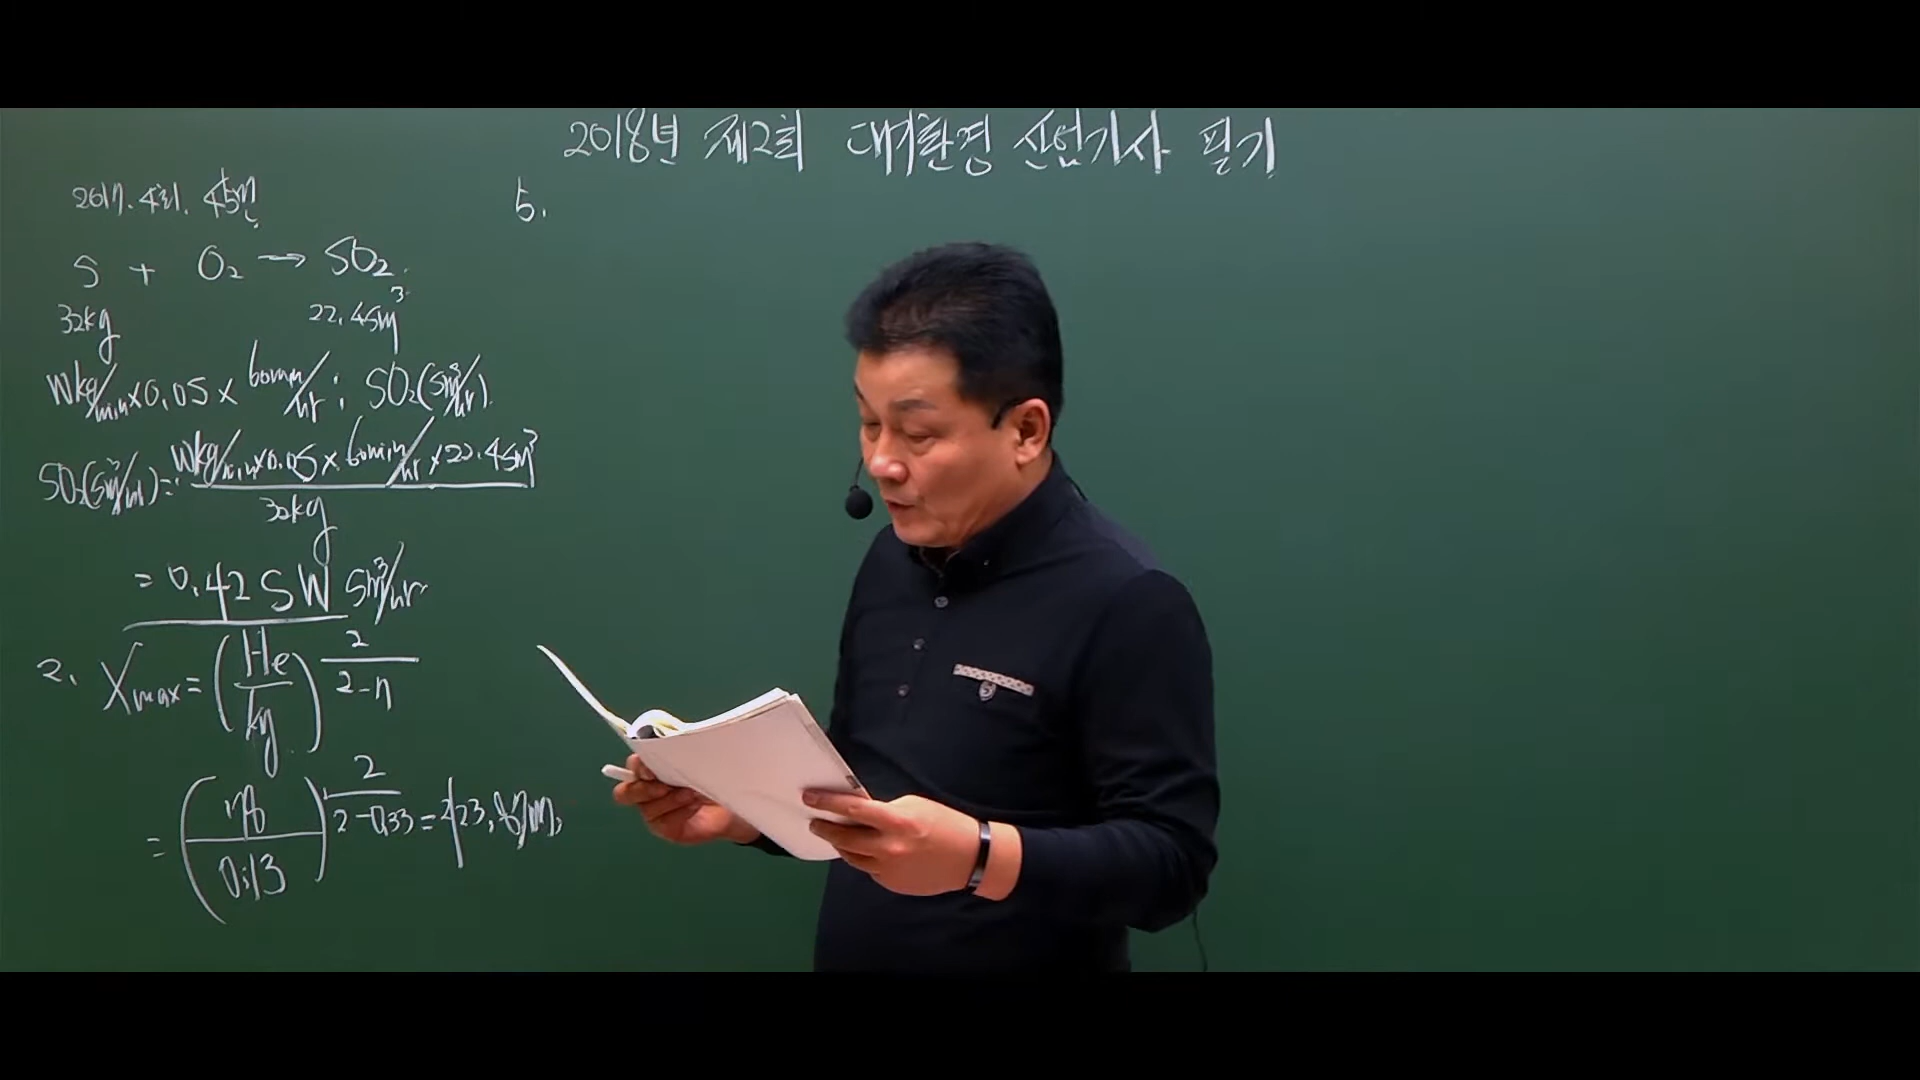 2018년 제2회 대기환경 산업기사 필기
2017. 4회. 45번
S + O₂ → SO₂
32kg 22.4Sm³
Wkg/min×0.05× 60min/hr : SO₂(Sm³/hr)
SO₂(Sm³/hr)= Wkg/min×0.05×60min/hr×22.4Sm³
32kg
= 0.42 SW Sm³/hr
2. Xmax=(He/ky)^2/2-n
=( /0.13)^2/2-0.33=
5.